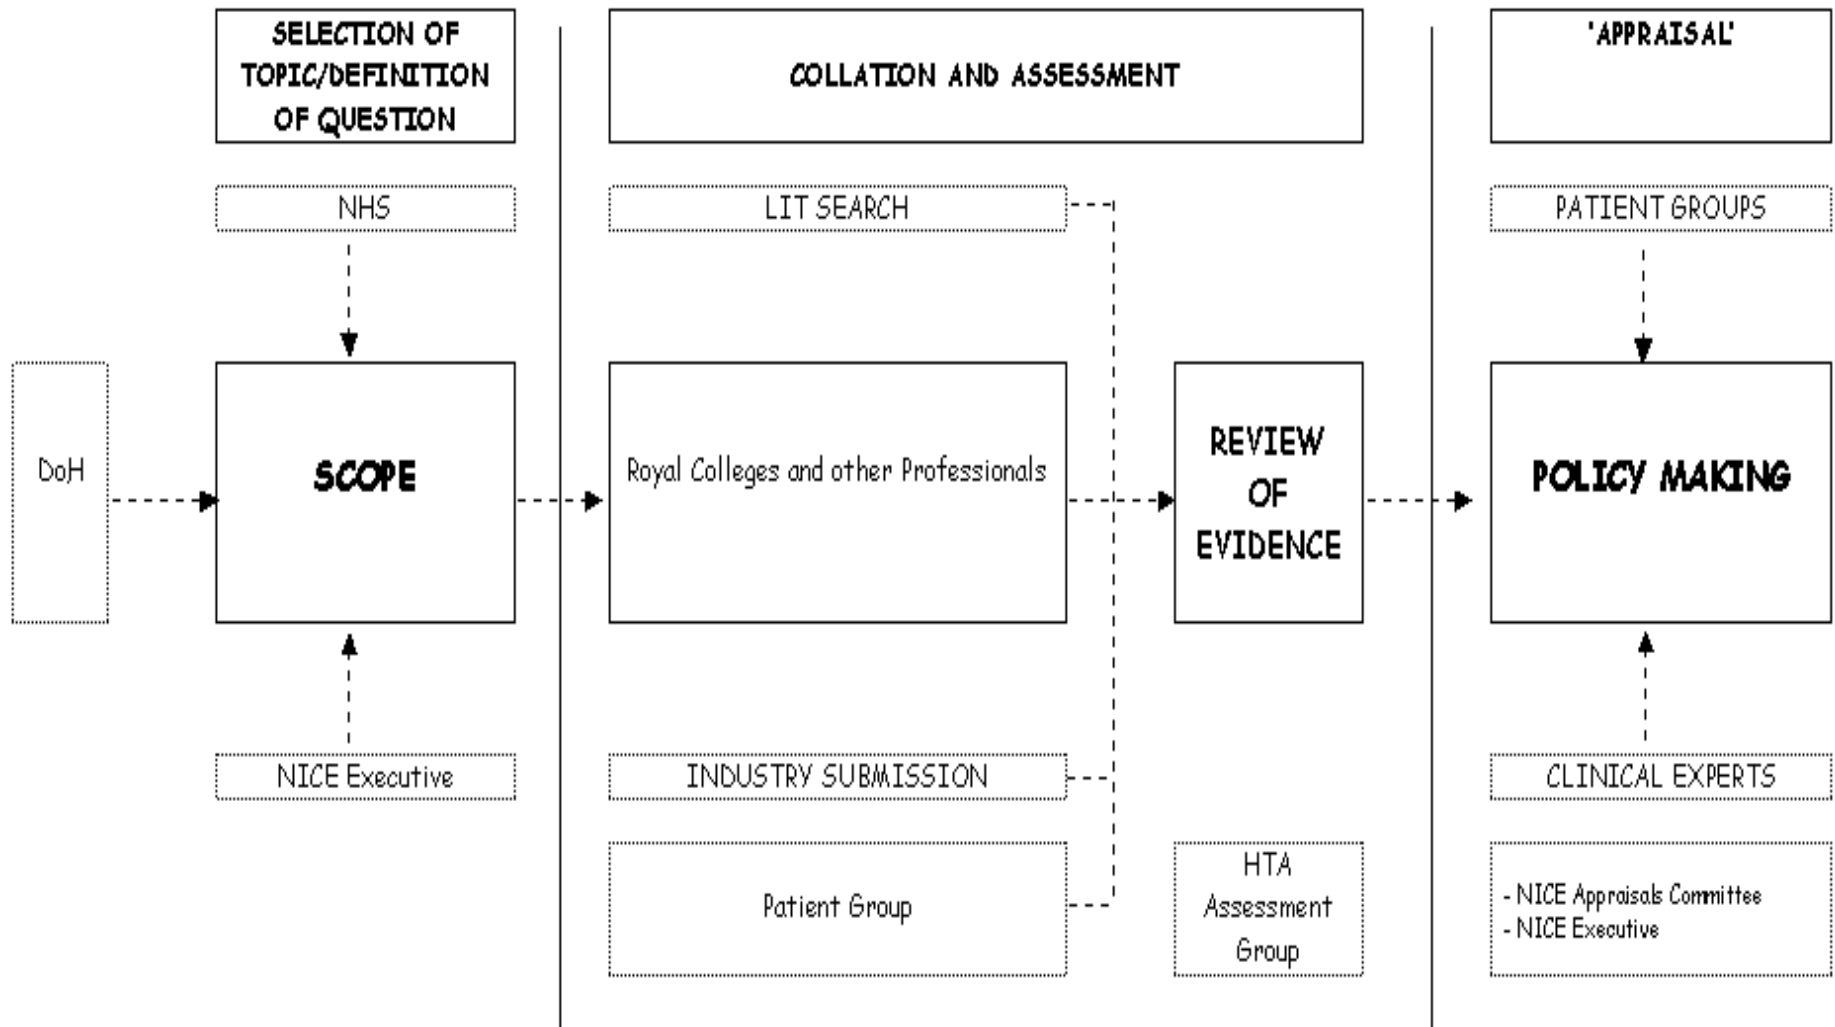 SELECTION OF
TOPIC/DEFINITION
OF QUESTION
COLLATION AND ASSESSMENT
'APPRAISAL'
NHS
LIT SEARCH
PATIENT GROUPS
DoH
SCOPE
Royal Colleges and other Professionals
REVIEW
OF
EVIDENCE
POLICY MAKING
NICE Executive
INDUSTRY SUBMISSION
CLINICAL EXPERTS
Patient Group
HTA
Assessment
Group
- NICE Appraisals Committee
- NICE Executive